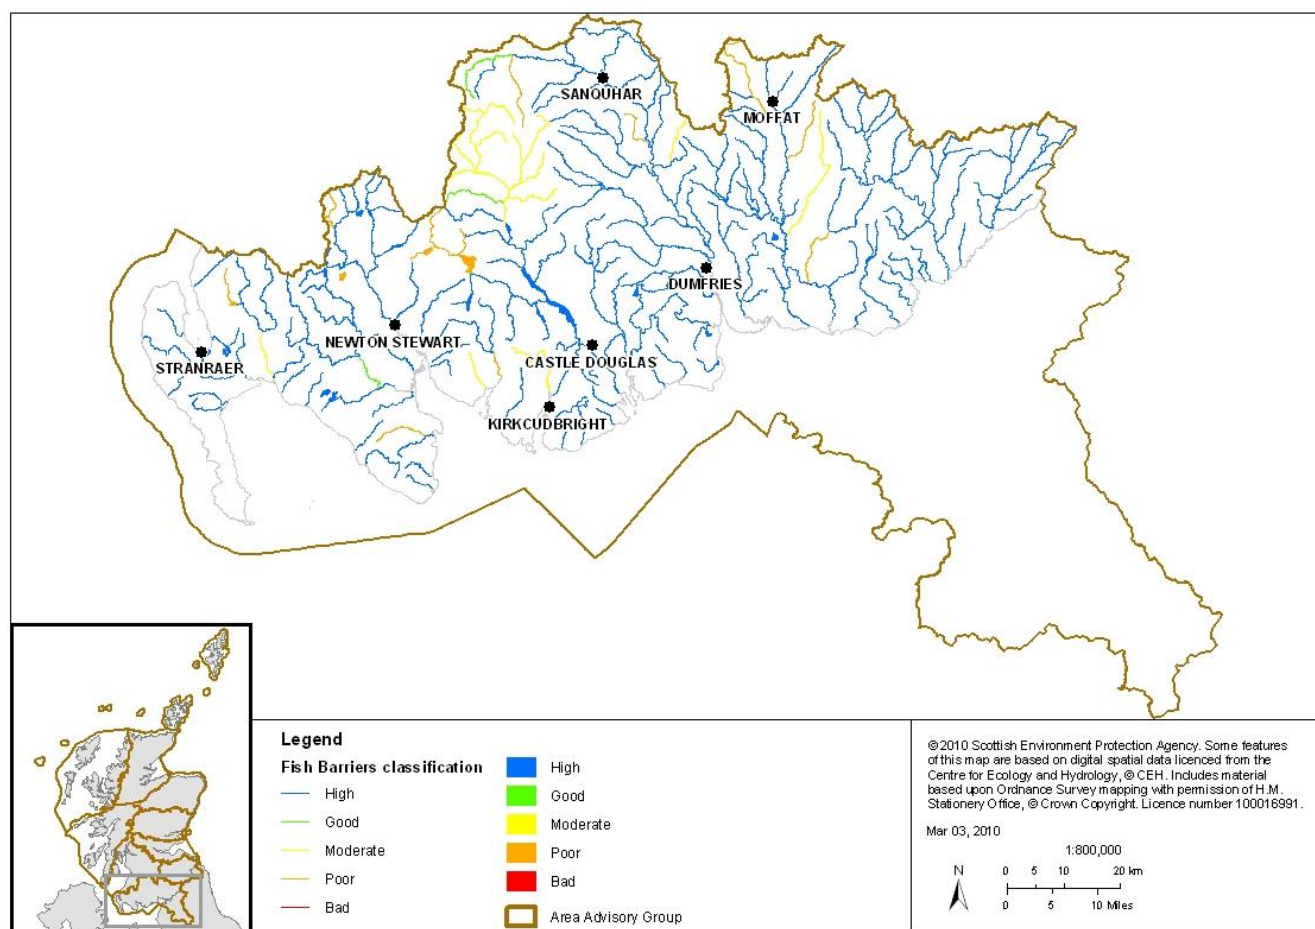 SANQUHAR
MOFFAT
DUMFRIES
NEWTON STEWART
STRANRAER
CASTLE DOUGLAS
KIRKCUDBRIGHT
Legend
Fish Barriers classification
High
Good
Moderate
Poor
Bad
High
Good
Moderate
Poor
Bad
Area Advisory Group
©2010 Scottish Environment Protection Agency. Some features
of this map are based on digital spatial data licenced from the
Centre for Ecology and Hydrology, © CEH. Includes material
based upon Ordnance Survey mapping with permission of H.M.
Stationery Office, © Crown Copyright. Licence number 100016991.
Mar 03, 2010
1:800,000
N
0 5 10 20 km
0 5 10 Miles